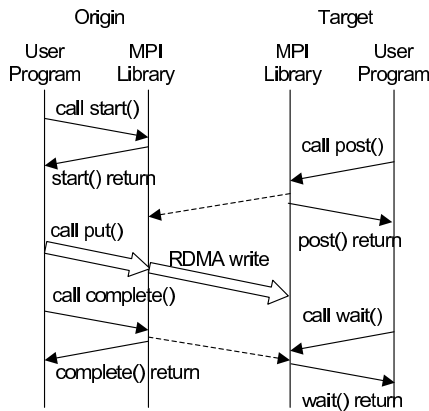 Origin
Target
User
Program
MPI
Library
MPI
Library
User
Program
call start()
call post()
start() return
call put()
post() return
RDMA write
call complete()
call wait()
complete() return
wait() return